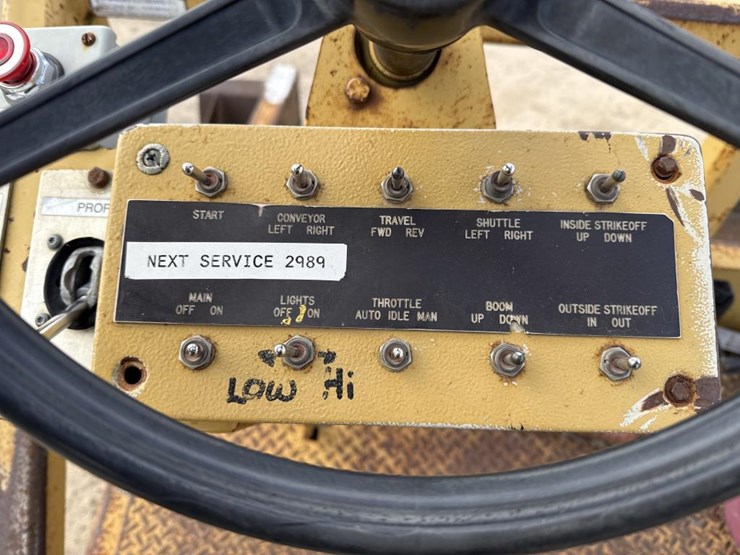 PROP
START
CONVEYOR
LEFT RIGHT
TRAVEL
FWD REV
SHUTTLE
LEFT RIGHT
INSIDE STRIKEOFF
UP DOWN
NEXT SERVICE 2989
MAIN
OFF ON
LIGHTS
OFF ON
THROTTLE
AUTO IDLE MAN
BOOM
UP DOWN
OUTSIDE STRIKEOFF
IN OUT
LOW Hi